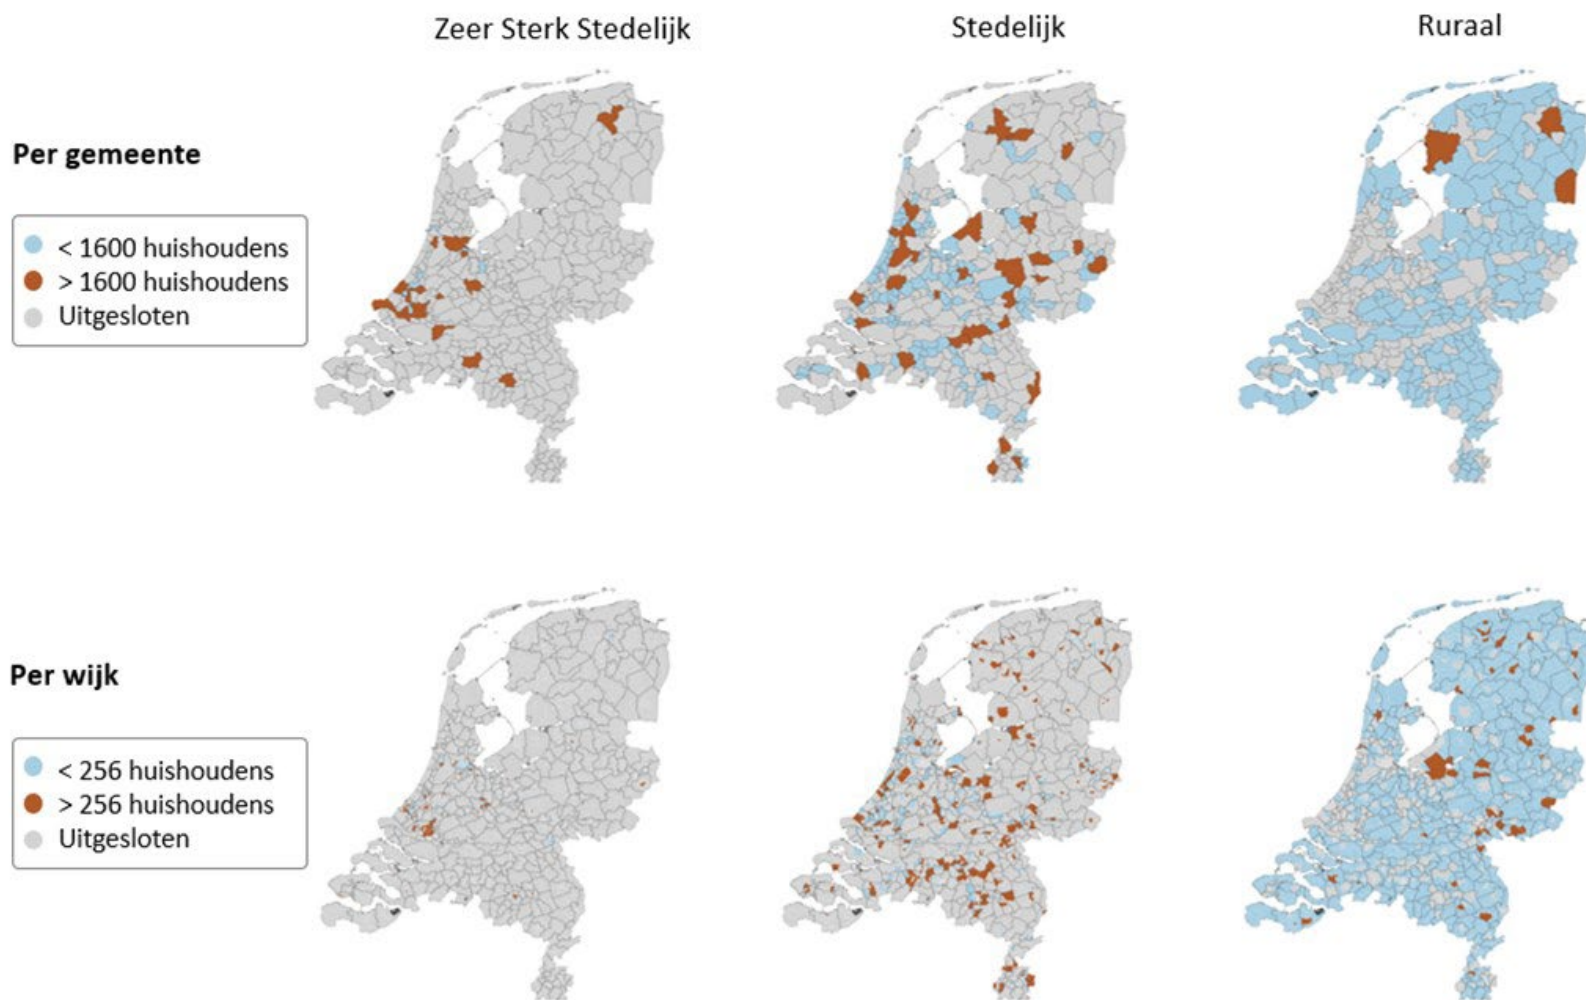 Zeer Sterk Stedelijk
Stedelijk
Ruraal
Per gemeente
< 1600 huishoudens
> 1600 huishoudens
Uitgesloten
Per wijk
< 256 huishoudens
> 256 huishoudens
Uitgesloten